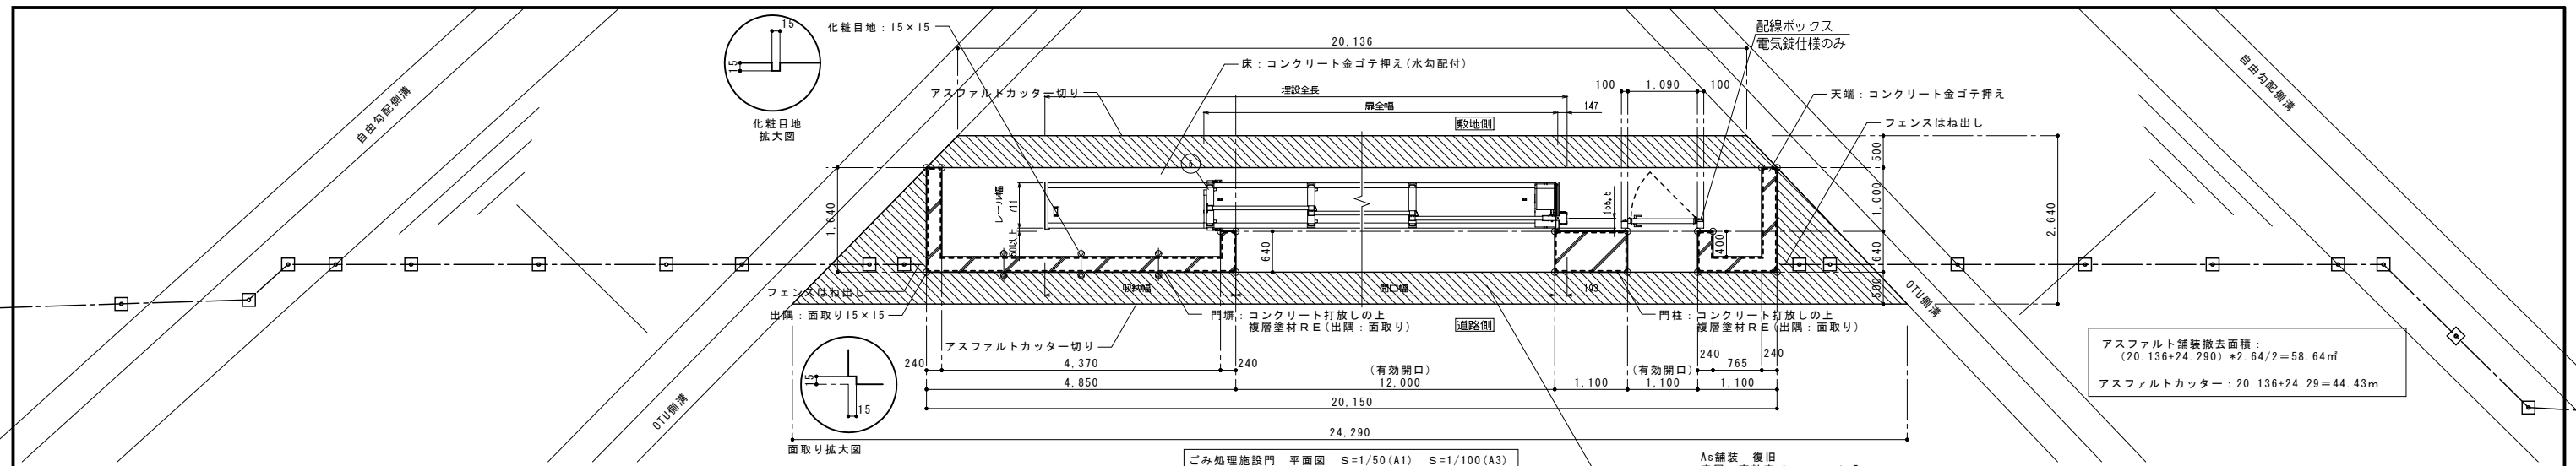 15
15
化粧目地
拡大図
化粧目地：15×15
20,136
配線ボックス
電気錠仕様のみ
自由勾配側溝
自由勾配側溝
床：コンクリート金ゴテ押え(水勾配付)
アスファルトカッター切り
埋設全長
扉全幅
147
100
1,090
100
天端：コンクリート金ゴテ押え
フェンスはね出し
敷地側
5
500
1,000
640
500
2,640
1,640
レール幅
711
50以上
640
166.5
400
フェンスはね出し
収納幅
開口幅
193
出隅：面取り15×15
門塀：コンクリート打放しの上
複層塗材ＲＥ(出隅：面取り)
道路側
門柱：コンクリート打放しの上
複層塗材ＲＥ(出隅：面取り)
OTU側溝
OTU側溝
アスファルトカッター切り
240
4,370
240
(有効開口)
(有効開口)
240
765
240
4,850
12,000
1,100
1,100
1,100
20,150
24,290
15
15
面取り拡大図
アスファルト舗装撤去面積：
(20.136+24.290) *2.64/2＝58.64㎡
アスファルトカッター：20.136+24.29＝44.43m
ごみ処理施設門　平面図　S=1/50(A1)　S=1/100(A3)
As舗装　復旧